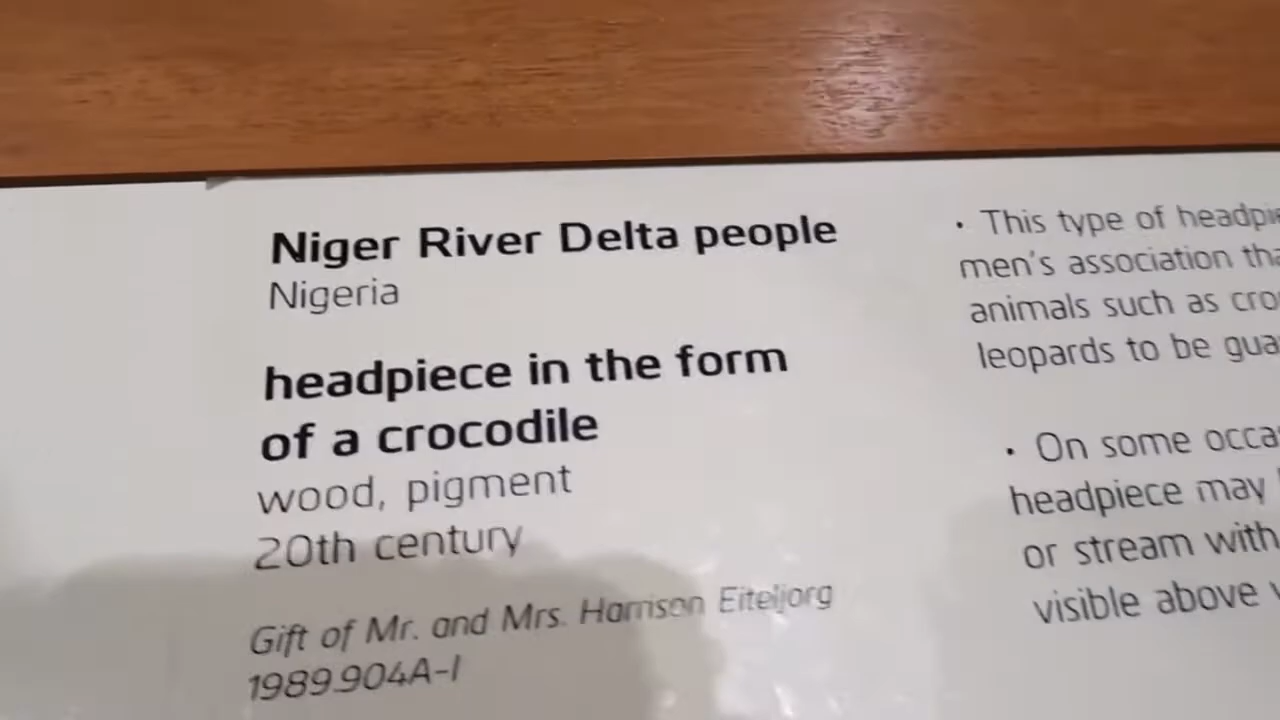 Niger River Delta people
Nigeria
headpiece in the form
of a crocodile
wood, pigment
20th century
Gift of Mr. and Mrs. Harrison Eiteljorg
1989.904A-I
• This type of
men's association
animals such as
leopards to be
• On some
headpiece may
or stream with
visible above